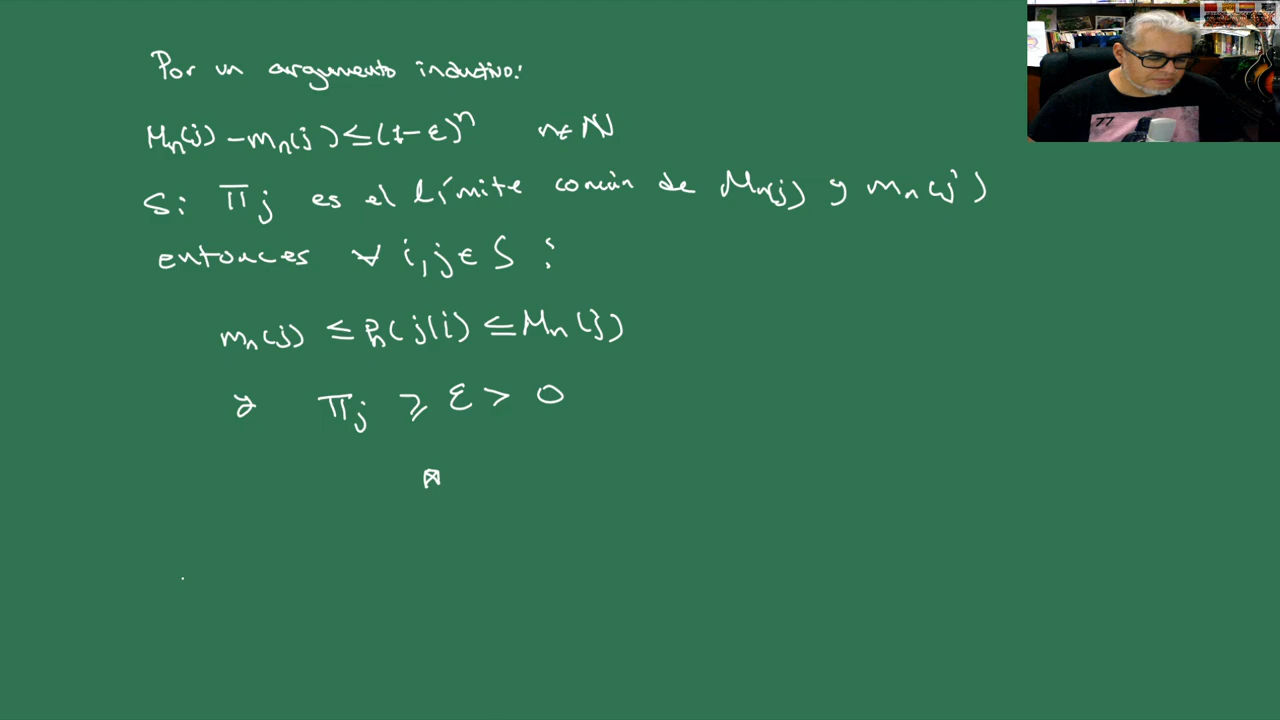 Por un argumento inductivo:
Mn(j) - mn(j) ≤ (1-ε)^n n ∈ ℕ
Si πj es el límite común de Mn(j) y mn(j)
entonces ∀ i,j ∈ S :
mn(j) ≤ Pn(j|i) ≤ Mn(j)
y πj ≥ ε > 0
77